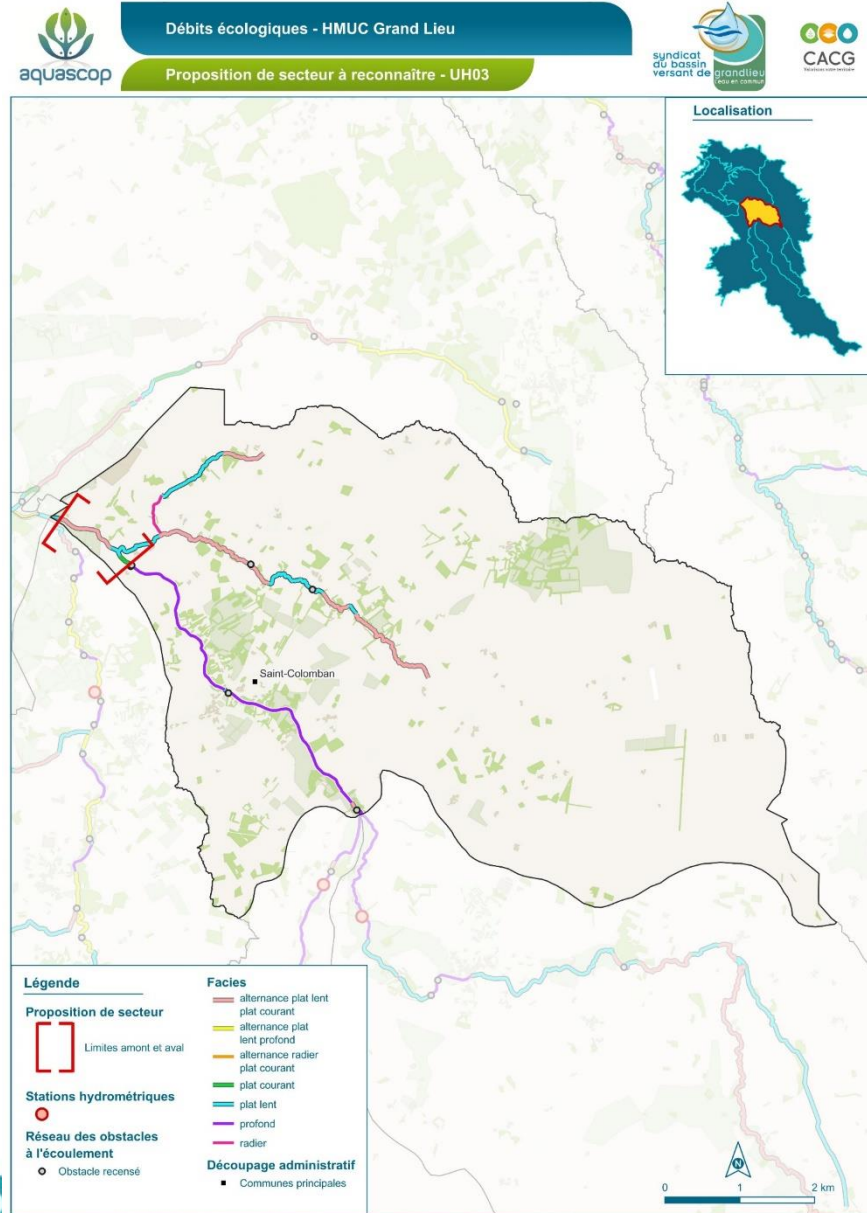 aquascop
Débits écologiques - HMUC Grand Lieu
Proposition de secteur à reconnaître - UH03
syndicat
du bassin
versant de grandlieu
l'eau en commun
CACG
Localisation
Saint-Colomban
Légende
Proposition de secteur
Limites amont et aval
Stations hydrométriques
Réseau des obstacles
à l'écoulement
Obstacle recensé
Facies
alternance plat lent
plat courant
alternance plat
lent profond
alternance radier
plat courant
plat courant
plat lent
profond
radier
Découpage administratif
Communes principales
N
0 1 2 km